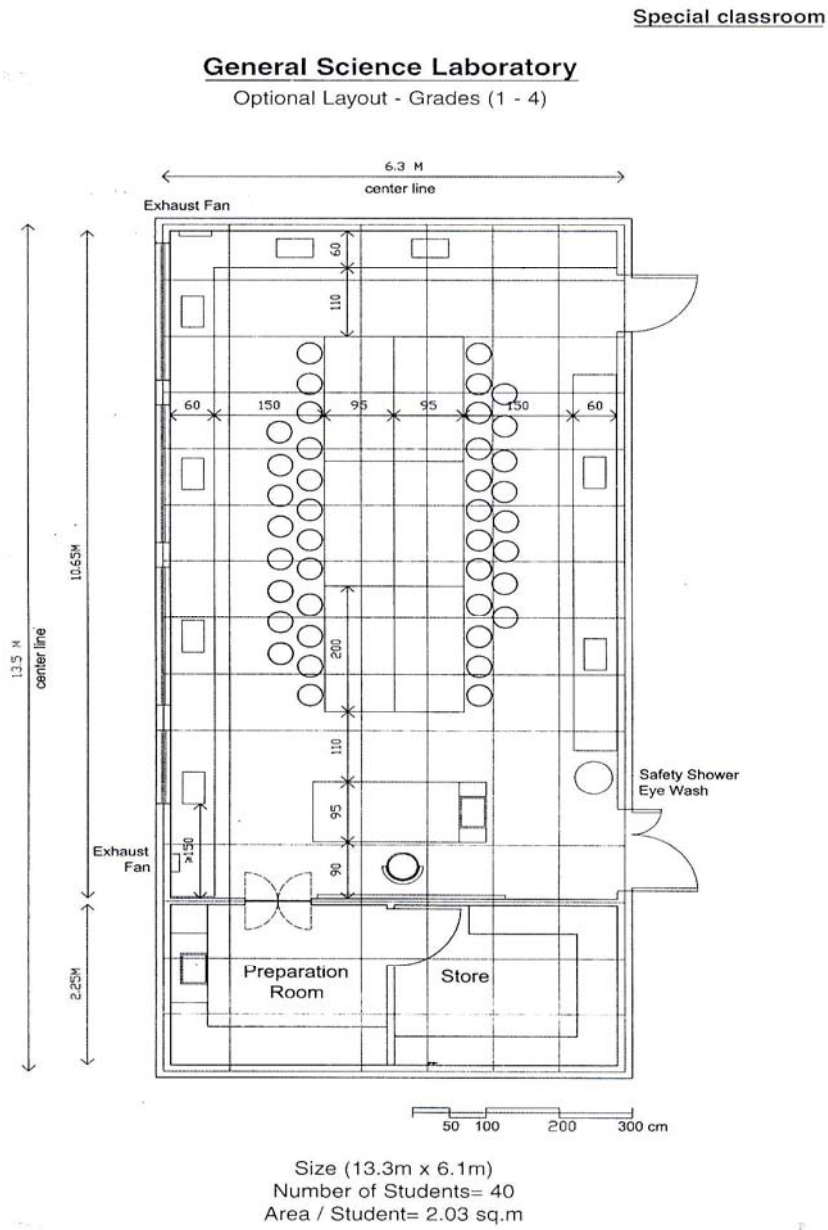 Special classroom
General Science Laboratory
Optional Layout - Grades (1 - 4)
6.3 M
center line
Exhaust Fan
60
110
60
150
95
95
150
60
10.65M
13.5 M
center line
200
110
Safety Shower
Eye Wash
95
≥150
Exhaust
Fan
90
2.25M
Preparation
Room
Store
50 100 200 300 cm
Size (13.3m x 6.1m)
Number of Students= 40
Area / Student= 2.03 sq.m